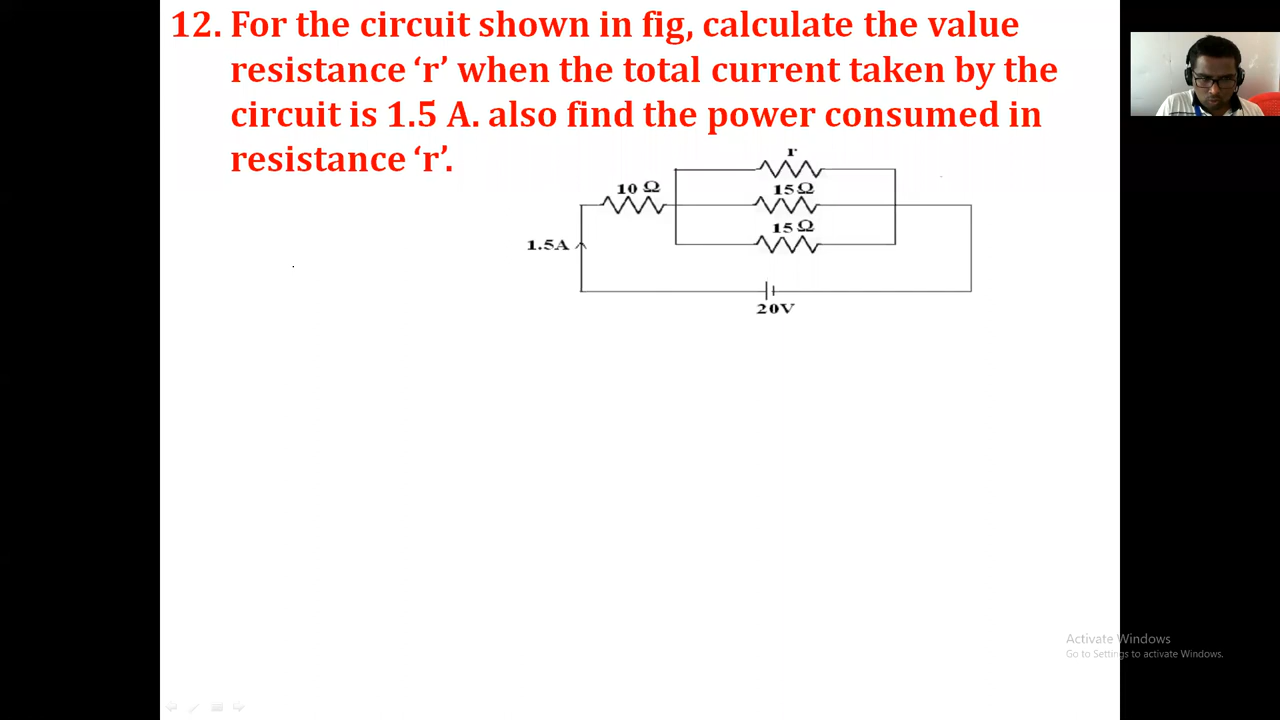 12. For the circuit shown in fig, calculate the value
resistance ‘r’ when the total current taken by the
circuit is 1.5 A. also find the power consumed in
resistance ‘r’.
r
10 Ω
15Ω
15Ω
1.5A
20V
Activate Windows
Go to Settings to activate Windows.